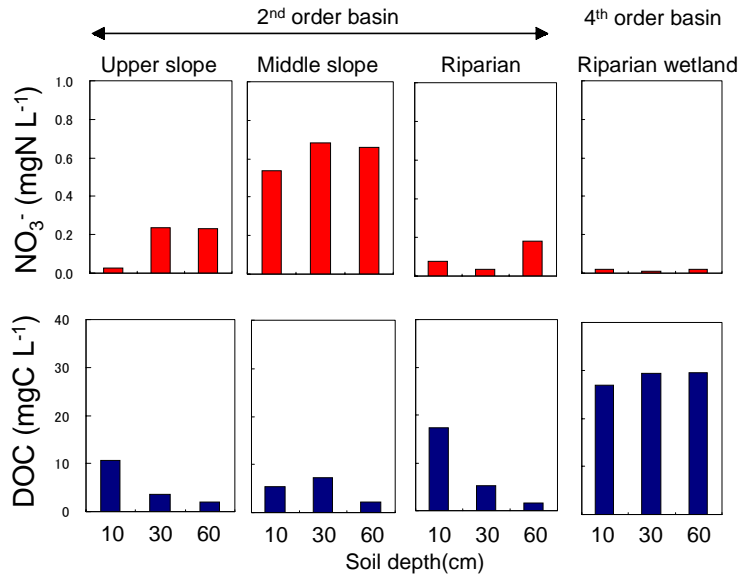 2nd order basin
4th order basin
Upper slope
Middle slope
Riparian
Riparian wetland
NO3- (mgN L-1)
1.0
0.8
0.6
0.4
0.2
0.0
DOC (mgC L-1)
40
30
20
10
0
10 30 60 10 30 60 10 30 60 10 30 60
Soil depth(cm)